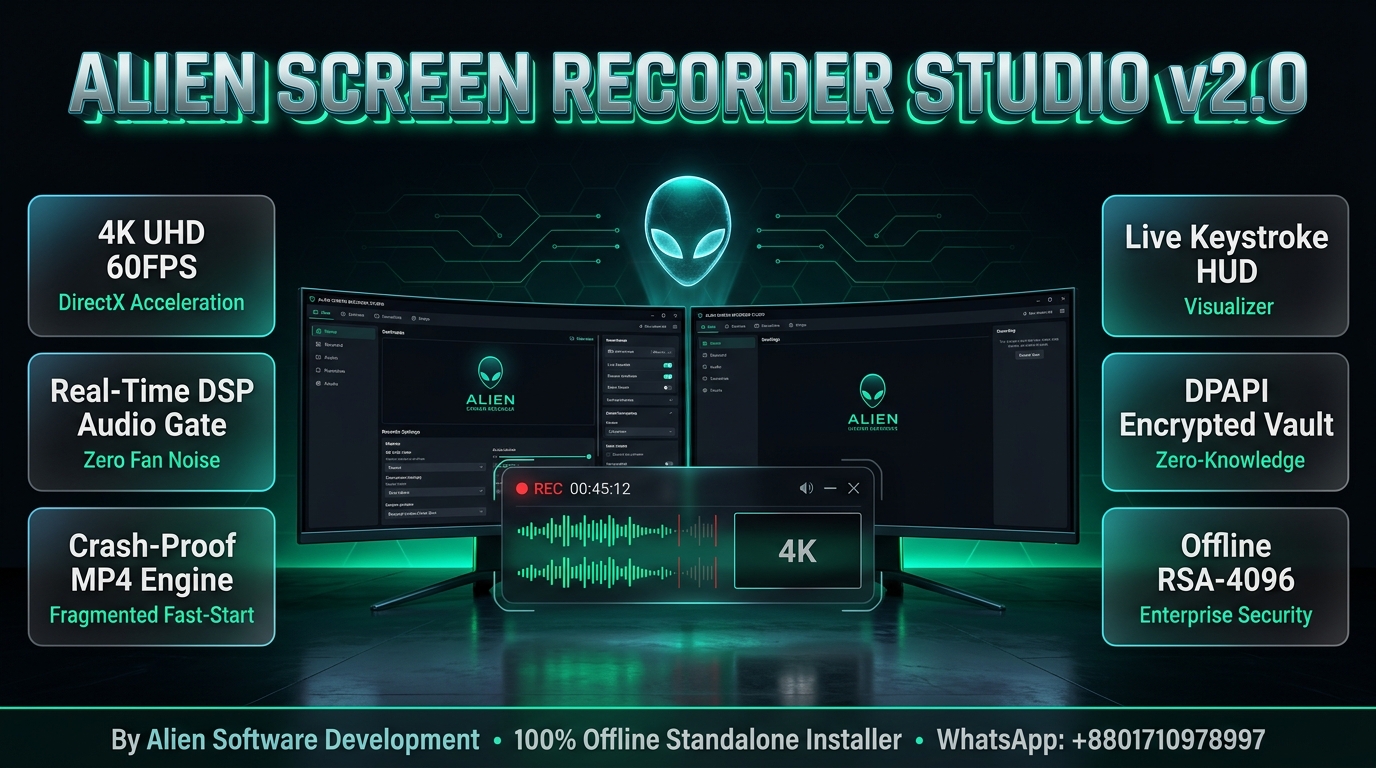 ALIEN SCREEN RECORDER STUDIO v2.0
4K UHD
60FPS
DirectX Acceleration
Real-Time DSP
Audio Gate
Zero Fan Noise
Crash-Proof
MP4 Engine
Fragmented Fast-Start
ALIEN
ALIEN
REC 00:45:12
4K
Live Keystroke
HUD
Visualizer
DPAPI
Encrypted Vault
Zero-Knowledge
Offline
RSA-4096
Enterprise Security
By Alien Software Development • 100% Offline Standalone Installer • WhatsApp: +8801710978997